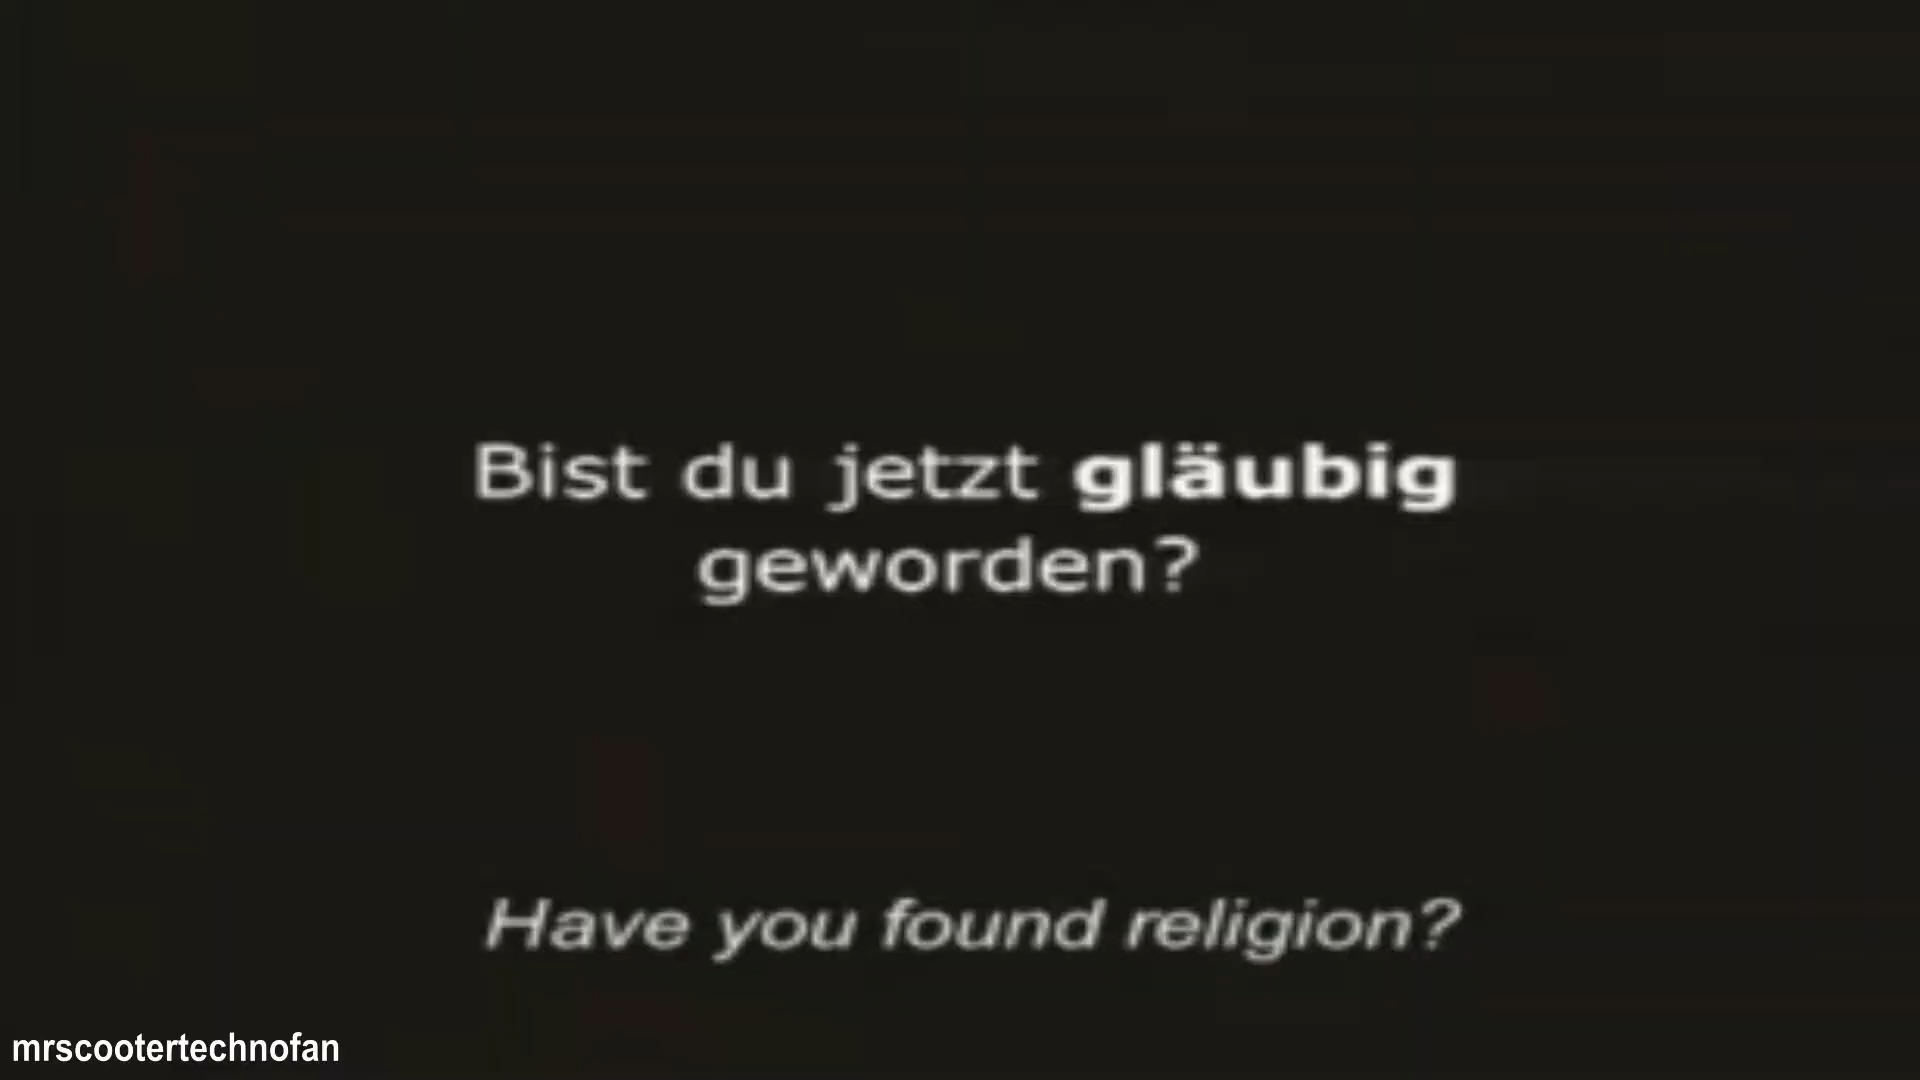 Bist du jetzt gläubig
geworden?
Have you found religion?
mrscootertechnofan